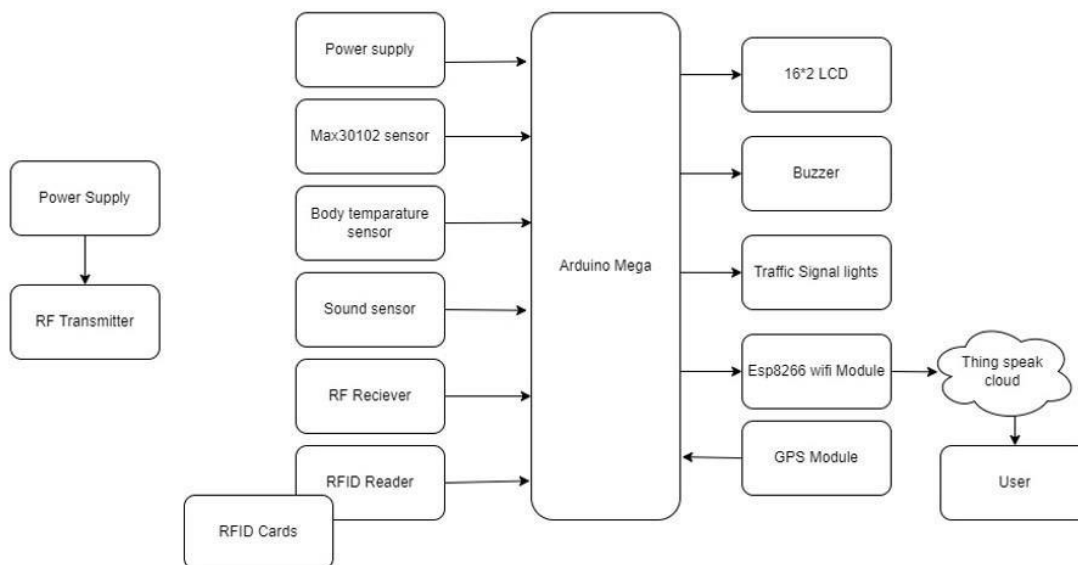 Power Supply
RF Transmitter
Power supply
Max30102 sensor
Body temparature
sensor
Sound sensor
RF Reciever
RFID Reader
RFID Cards
Arduino Mega
16*2 LCD
Buzzer
Traffic Signal lights
Esp8266 wifi Module
GPS Module
Thing speak
cloud
User